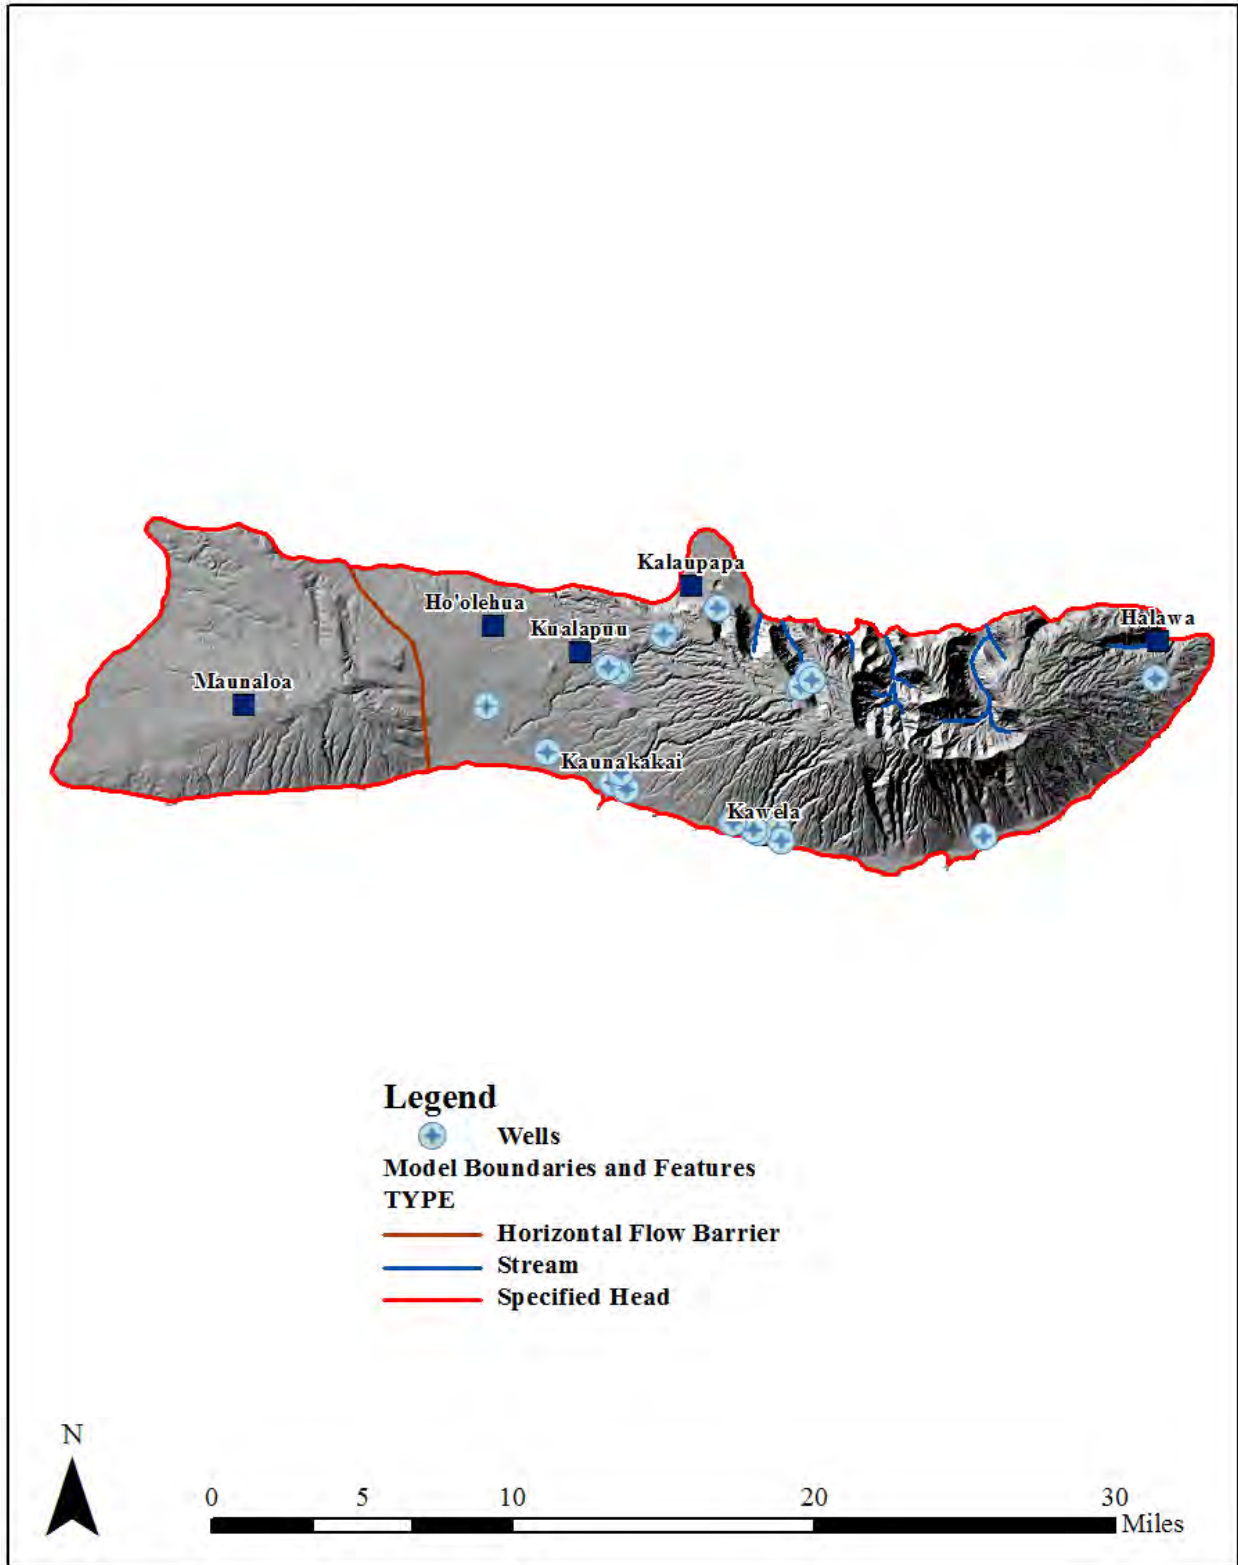 Kalaupapa
Ho'olehua
Kualapuu
Halawa
Maunaloa
Kaunakakai
Kawela
Legend
Wells
Model Boundaries and Features
TYPE
Horizontal Flow Barrier
Stream
Specified Head
N
0 5 10 20 30
Miles